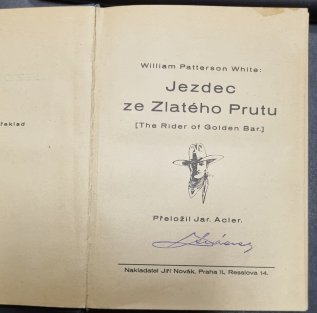 řeklad
William Patterson White:
Jezdec
ze Zlatého Prutu
[The Rider of Golden Bar.]
Přeložil Jar. Acler.
Nakladatel Jiří Novák, Praha II, Resslova 14.